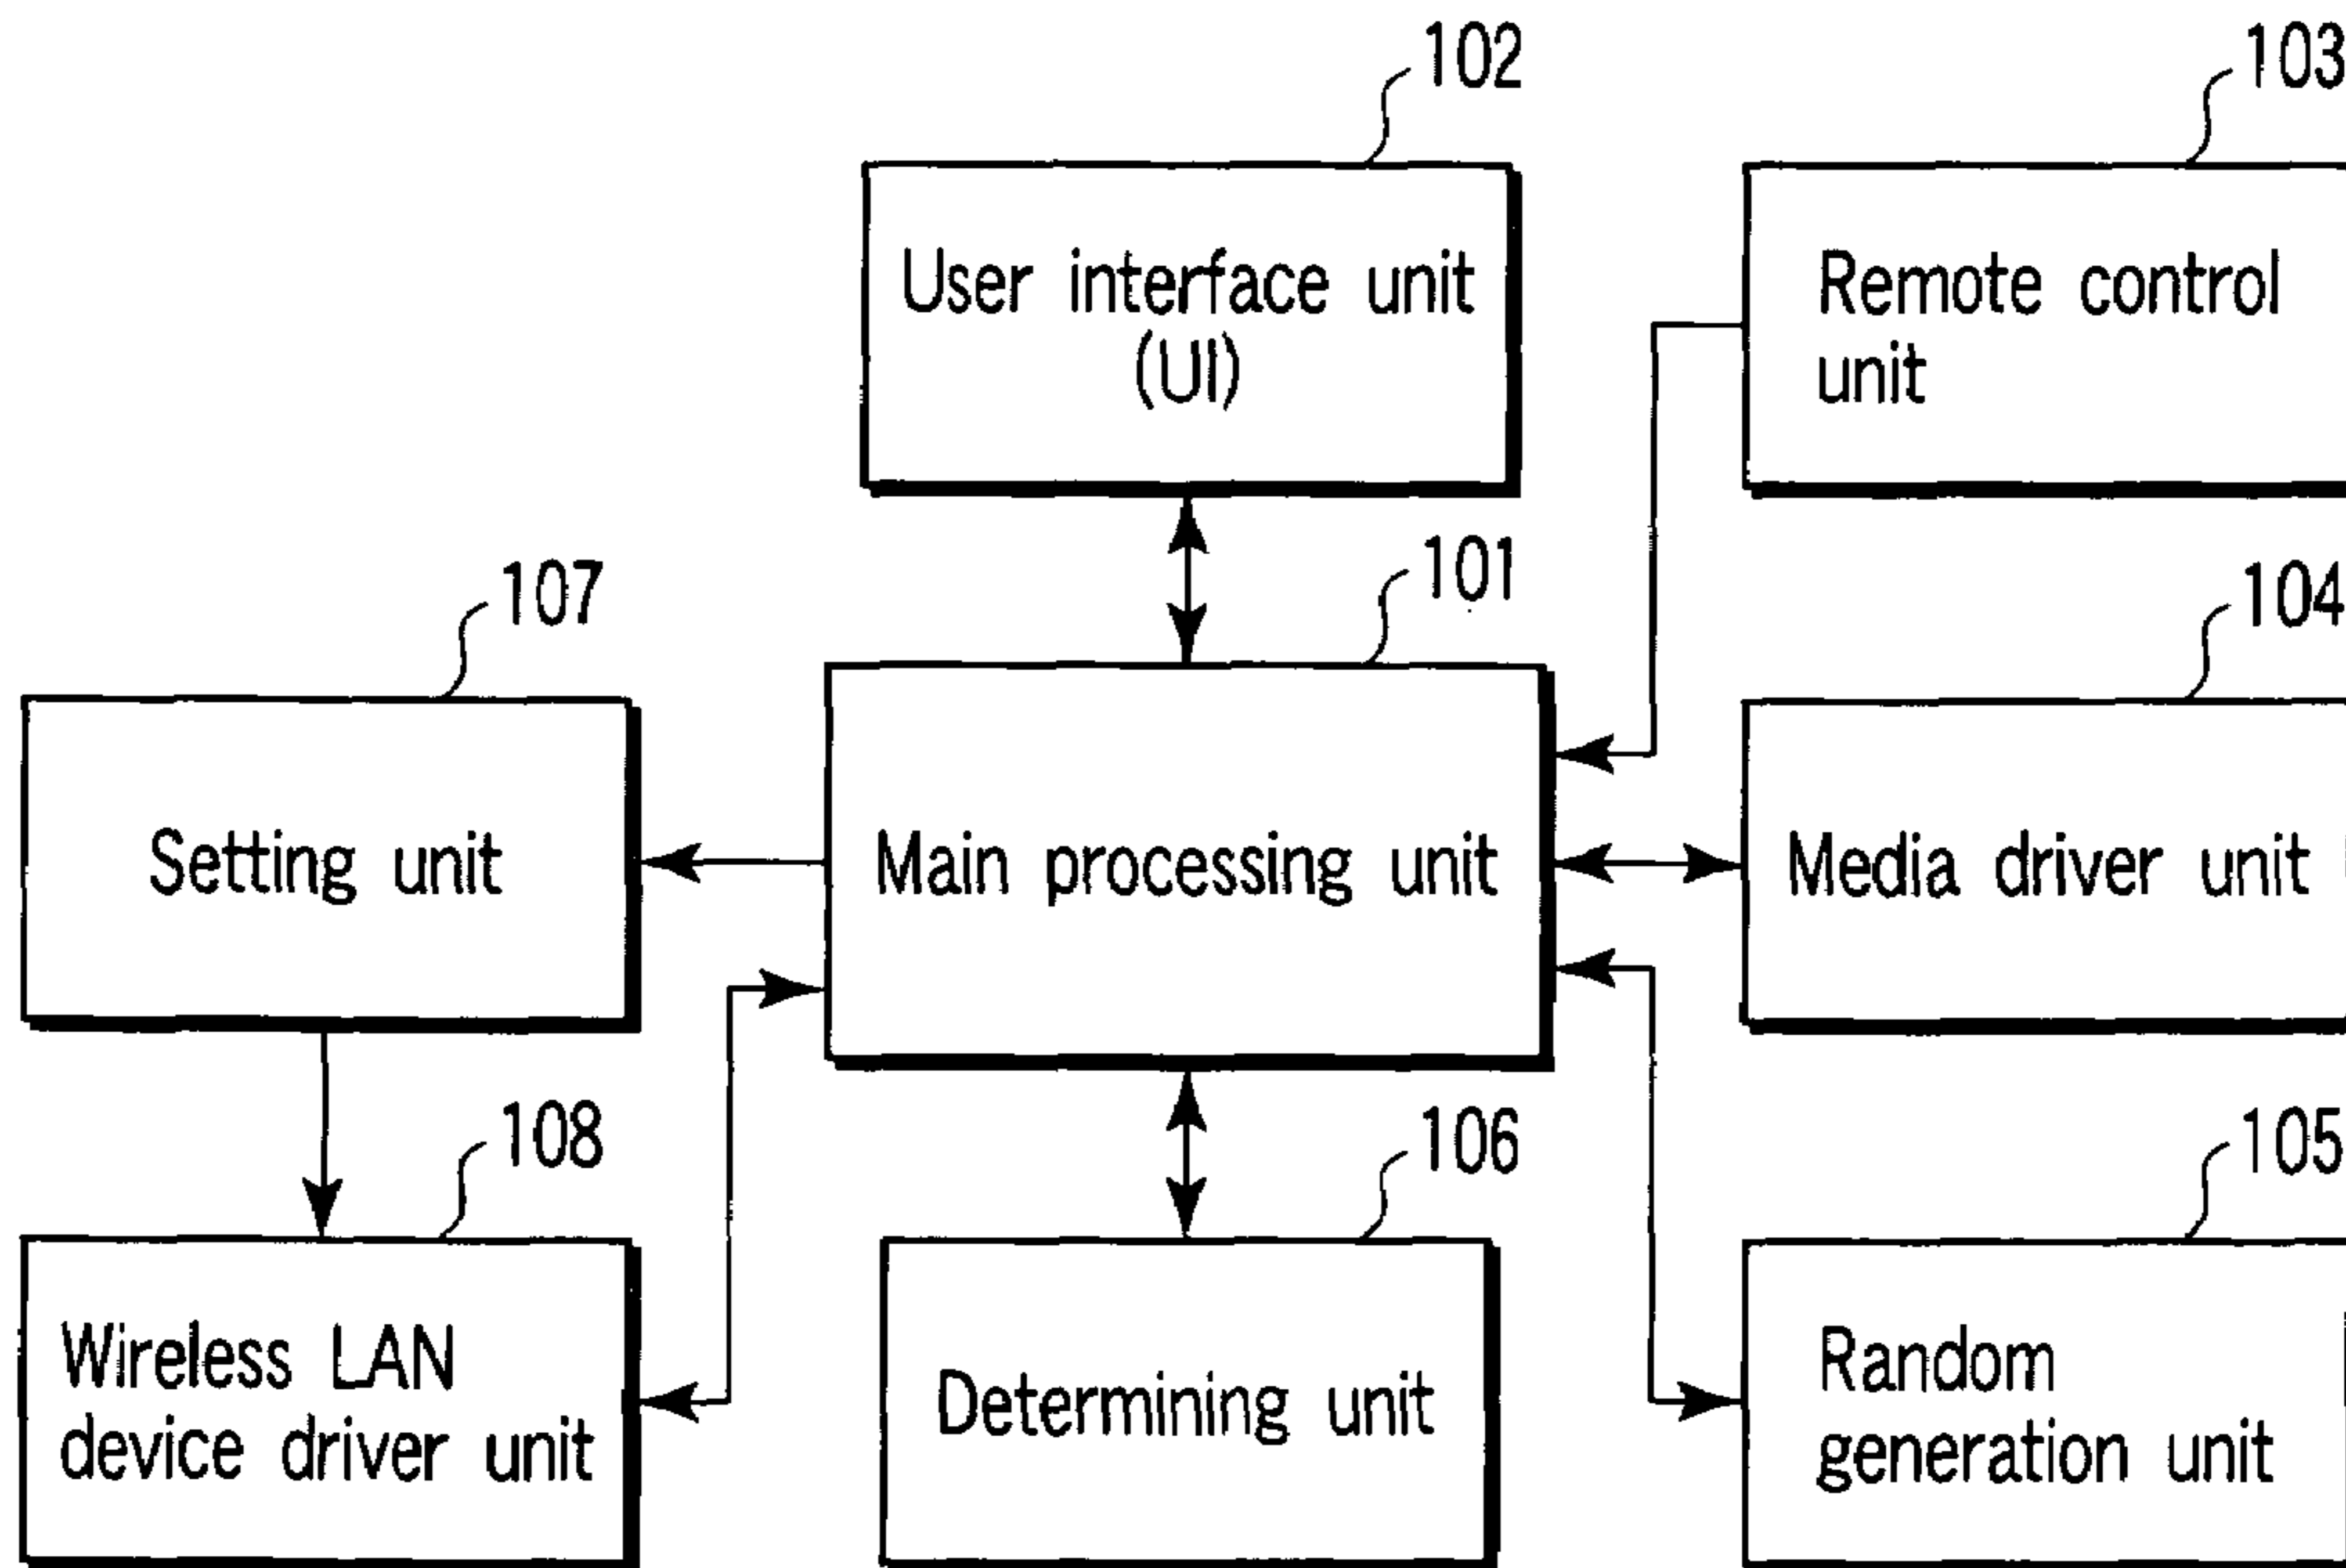 102
103
User interface unit
(UI)
Remote control
unit
107
101
104
Setting unit
Main processing unit
Media driver unit
108
106
105
Wireless LAN
device driver unit
Determining unit
Random
generation unit